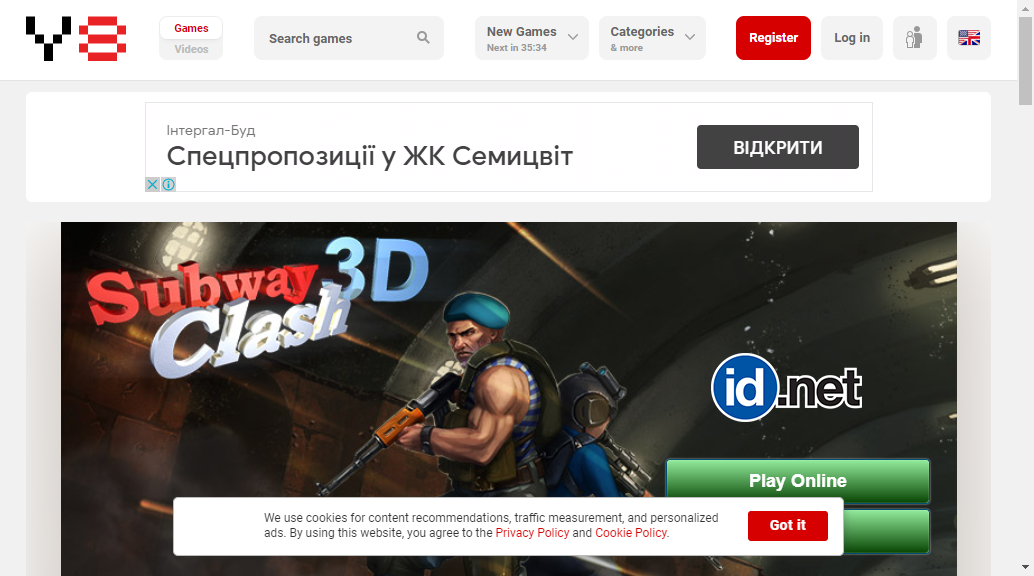 Y8
Games
Videos
Search games
New Games
Next in 35:34
Categories
& more
Register
Log in
Інтергал-Буд
Спецпропозиції у ЖК Семицвіт
ВІДКРИТИ
Subway
Clash
3D
id.net
Play Online
We use cookies for content recommendations, traffic measurement, and personalized
ads. By using this website, you agree to the Privacy Policy and Cookie Policy.
Got it